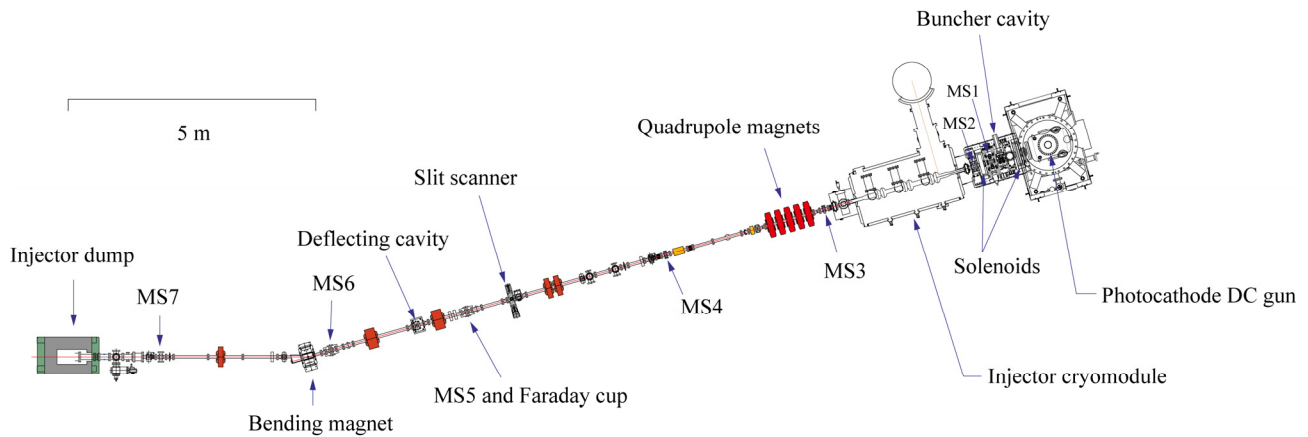 Buncher cavity
MS1
MS2
5 m
Quadrupole magnets
Slit scanner
Deflecting cavity
Injector dump
MS6
MS7
MS3
Solenoids
MS4
Photocathode DC gun
Injector cryomodule
MS5 and Faraday cup
Bending magnet